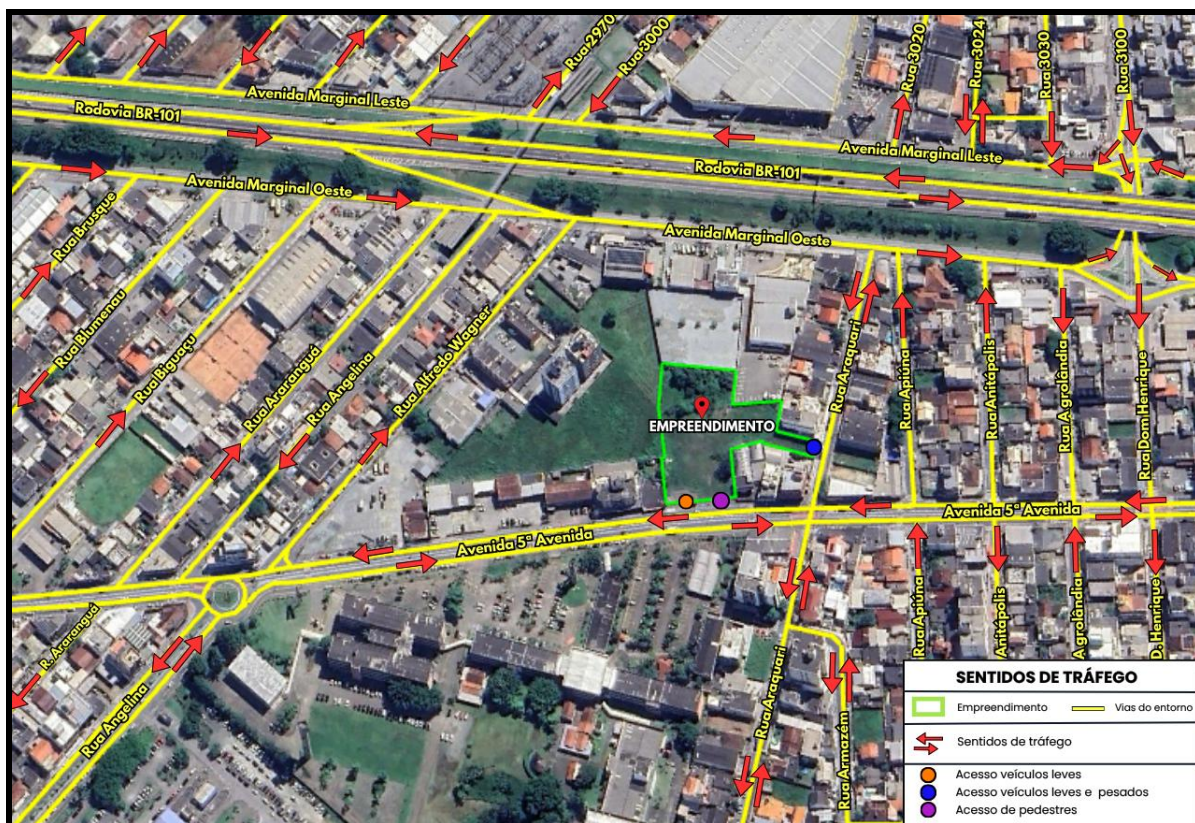 Rua 2970
Rua 3000
Rua 3020
Rua 3024
Rua 3030
Rua 3100
Avenida Marginal Leste
Rodovia BR-101
Avenida Marginal Leste
Rodovia BR-101
Avenida Marginal Oeste
Avenida Marginal Oeste
Rua Brusque
Rua Blumenau
Rua Biguaçu
Rua Araranguá
Rua Angelina
Rua Alfredo Wagner
Rua Araquari
Rua Apiúna
Rua Anitápolis
Rua Agrolândia
Rua Dom Henrique
EMPREENDIMENTO
Avenida 5ª Avenida
Avenida 5ª Avenida
R. Araranguá
Rua Angelina
Rua Araquari
Rua Armazém
Rua Apiúna
Anitápolis
Agrolândia
D. Henrique
SENTIDOS DE TRÁFEGO
Empreendimento
Vias do entorno
Sentidos de tráfego
Acesso veículos leves
Acesso veículos leves e pesados
Acesso de pedestres